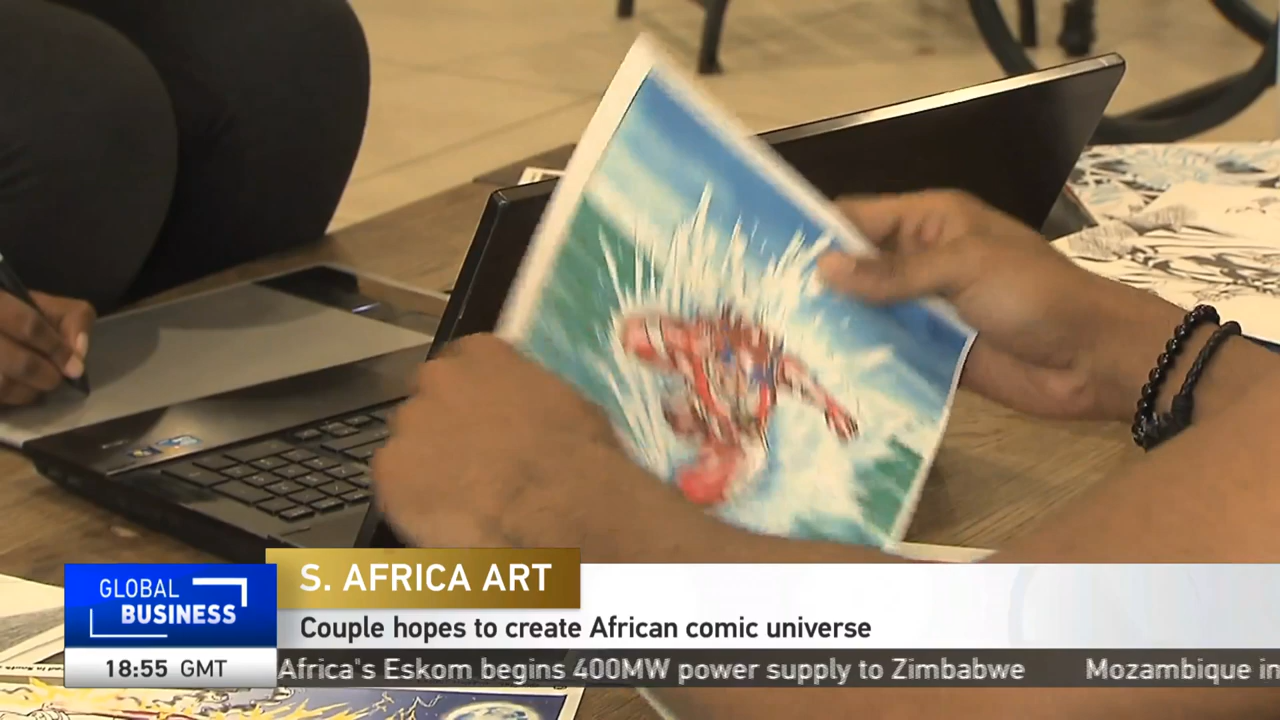 S. AFRICA ART
GLOBAL
BUSINESS
Couple hopes to create African comic universe
18:55 GMT
Africa's Eskom begins 400MW power supply to Zimbabwe
Mozambique in